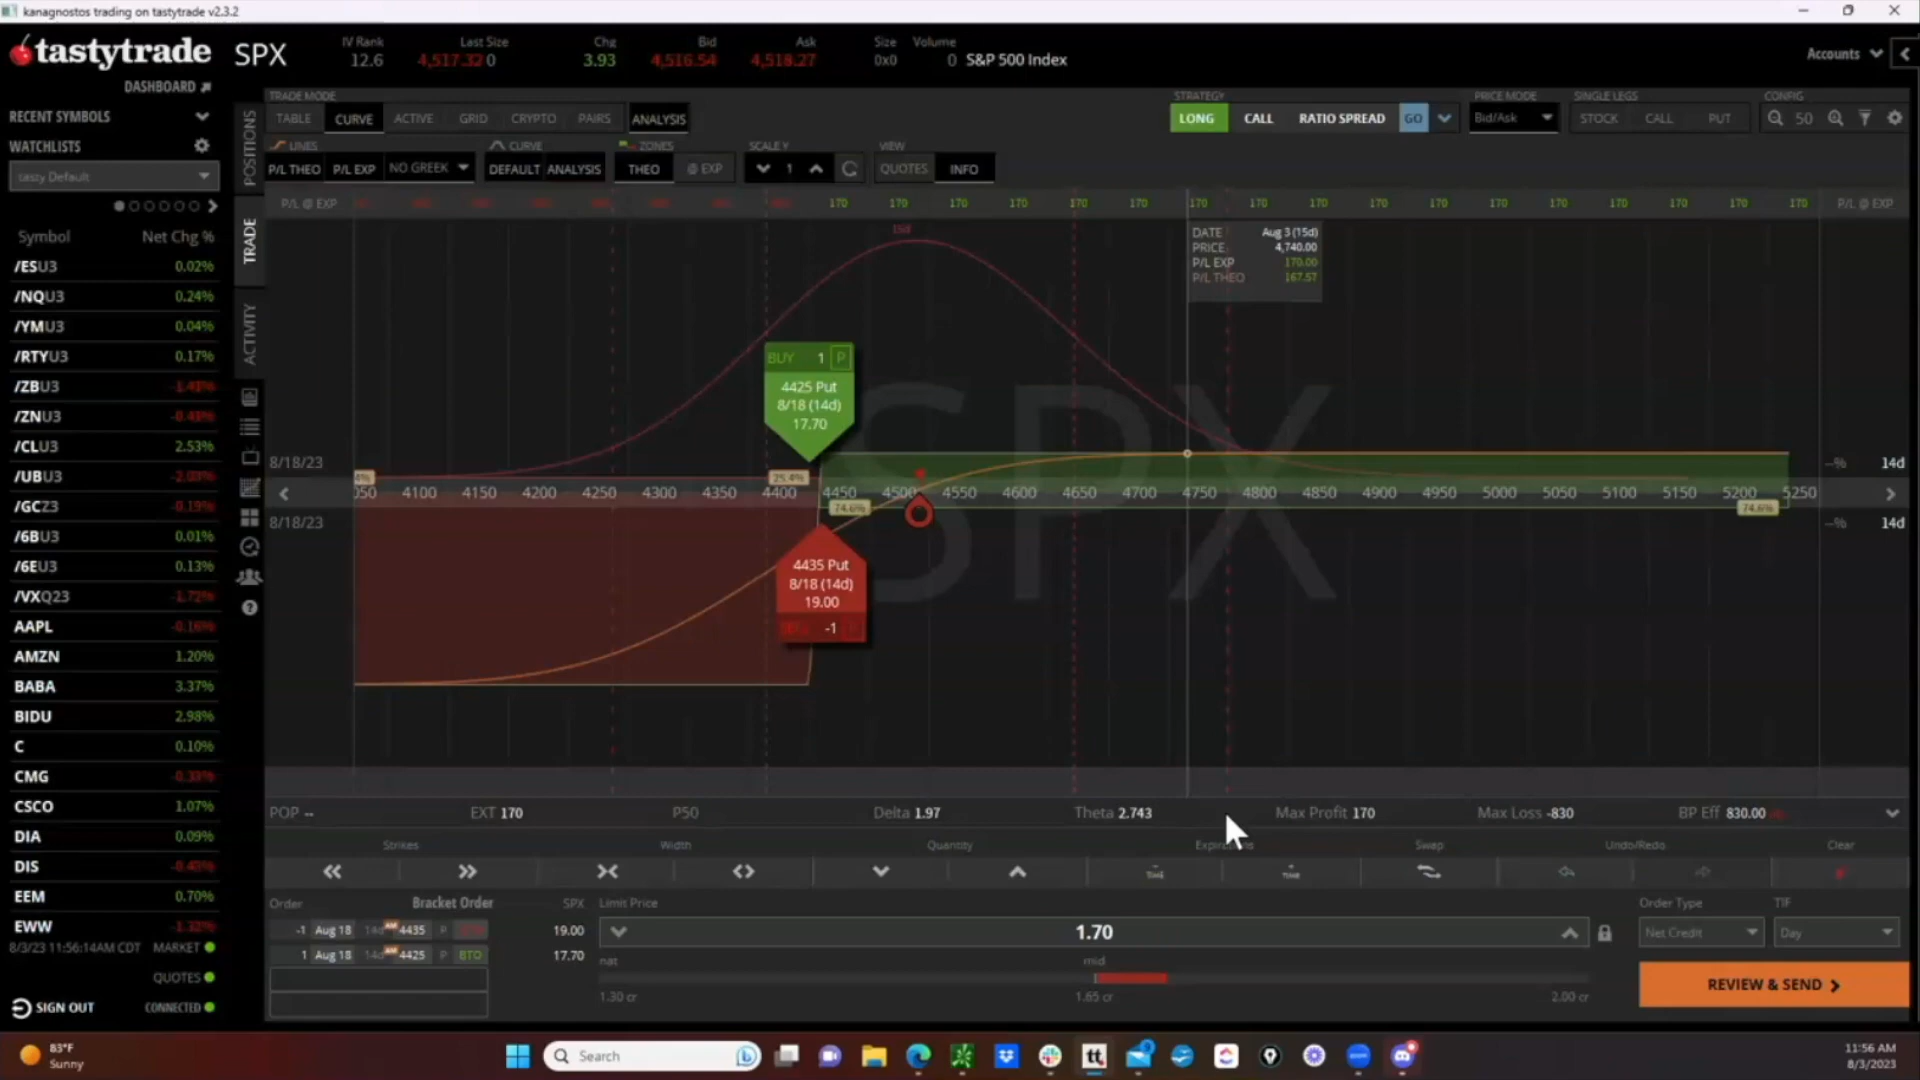 kanagnostos trading on tastytrade v2.3.2
tastytrade
DASHBOARD
SPX
IV Rank
12.6
Last Size
4,517.32 0
Chg
3.93
Bid
4,516.54
Ask
4,518.27
Size
0x0
Volume
0
S&P 500 Index
Accounts
RECENT SYMBOLS
WATCHLISTS
tasty Default
Symbol Net Chg %
/ESU3 0.02%
/NQU3 0.24%
/YMU3 0.04%
/RTYU3 0.17%
/ZBU3 -1.41%
/ZNU3 -0.43%
/CLU3 2.53%
/UBU3 -2.03%
/GCZ3 -0.19%
/6BU3 0.01%
/6EU3 0.13%
/VXQ23 -1.72%
AAPL -0.16%
AMZN 1.20%
BABA 3.37%
BIDU 2.98%
C 0.10%
CMG -0.33%
CSCO 1.07%
DIA 0.09%
DIS -0.43%
EEM 0.70%
EWW -1.32%
8/3/23 11:56:14AM CDT MARKET
QUOTES
SIGN OUT CONNECTED
POSITIONS
TRADE
ACTIVITY
TRADE MODE
TABLE CURVE ACTIVE GRID CRYPTO PAIRS ANALYSIS
STRATEGY
LONG CALL RATIO SPREAD GO
PRICE MODE
Bid/Ask
SINGLE LEGS
STOCK CALL PUT
CONFIG
50
LINES
P/L THEO P/L EXP NO GREEK
CURVE
DEFAULT ANALYSIS
ZONES
THEO @ EXP
SCALE Y
1
VIEW
QUOTES INFO
P/L @ EXP 170 170 170 170 170 170 170 170 170 170 170 170 170 170 170 170 170 P/L @ EXP
15d
DATE Aug 3 (15d)
PRICE: 4,740.00
P/L EXP 170.00
P/L THEO 167.57
SPX
BUY 1 P
4425 Put
8/18 (14d)
17.70
8/18/23 --% 14d
4% 25.4%
050 4100 4150 4200 4250 4300 4350 4400 4450 4500 4550 4600 4650 4700 4750 4800 4850 4900 4950 5000 5050 5100 5150 5200 5250
74.6% 74.6%
8/18/23 --% 14d
4435 Put
8/18 (14d)
19.00
-1
POP -- EXT 170 P50 Delta 1.97 Theta 2.743 Max Profit 170 Max Loss -830 BP Eff 830.00
Strikes Width Quantity Expirations Swap Undo/Redo Clear
TIME TIME
Order Bracket Order SPX Limit Price Order Type TIF
-1 Aug 18 14d AM 4435 P 19.00
1 Aug 18 14d AM 4425 P BTO 17.70
1.70
Net Credit Day
nat mid
1.30 cr 1.65 cr 2.00 cr
REVIEW & SEND
83°F
Sunny
Search
tt
11:56 AM
8/3/2023